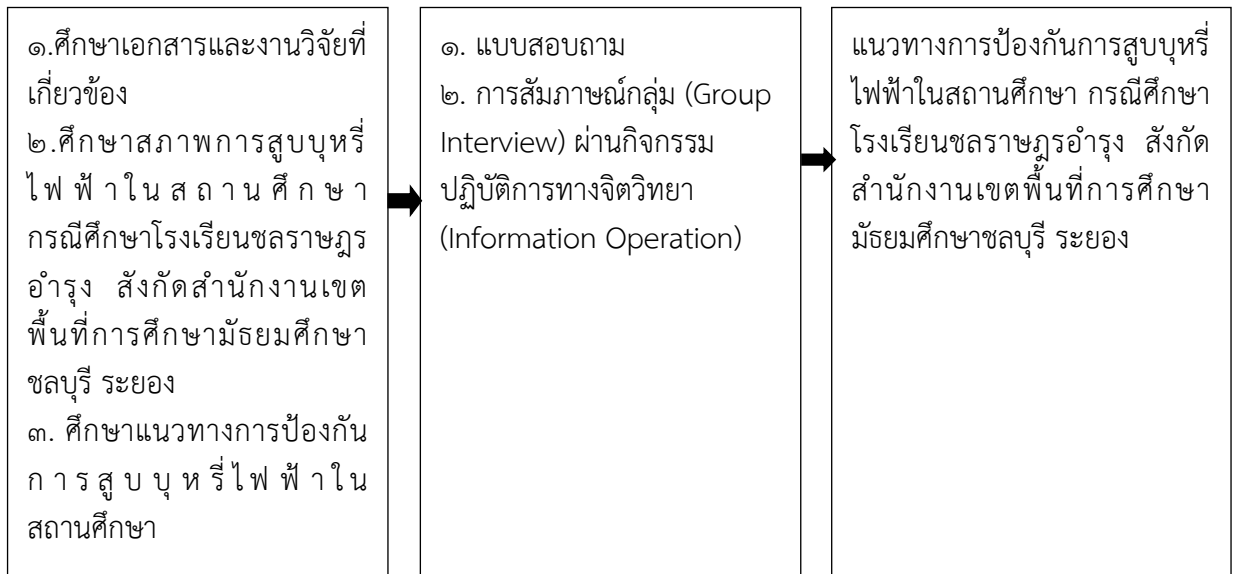 ๑.ศึกษาเอกสารและงานวิจัยที่
เกี่ยวข้อง
๒.ศึกษาสภาพการสูบบุหรี่
ไฟฟ้าในสถานศึกษา
กรณีศึกษาโรงเรียนชลราษฎร
อำรุง สังกัดสำนักงานเขต
พื้นที่การศึกษามัธยมศึกษา
ชลบุรี ระยอง
๓. ศึกษาแนวทางการป้องกัน
การสูบบุหรี่ไฟฟ้าใน
สถานศึกษา
๑. แบบสอบถาม
๒. การสัมภาษณ์กลุ่ม (Group
Interview) ผ่านกิจกรรม
ปฏิบัติการทางจิตวิทยา
(Information Operation)
แนวทางการป้องกันการสูบบุหรี่
ไฟฟ้าในสถานศึกษา กรณีศึกษา
โรงเรียนชลราษฎรอำรุง สังกัด
สำนักงานเขตพื้นที่การศึกษา
มัธยมศึกษาชลบุรี ระยอง